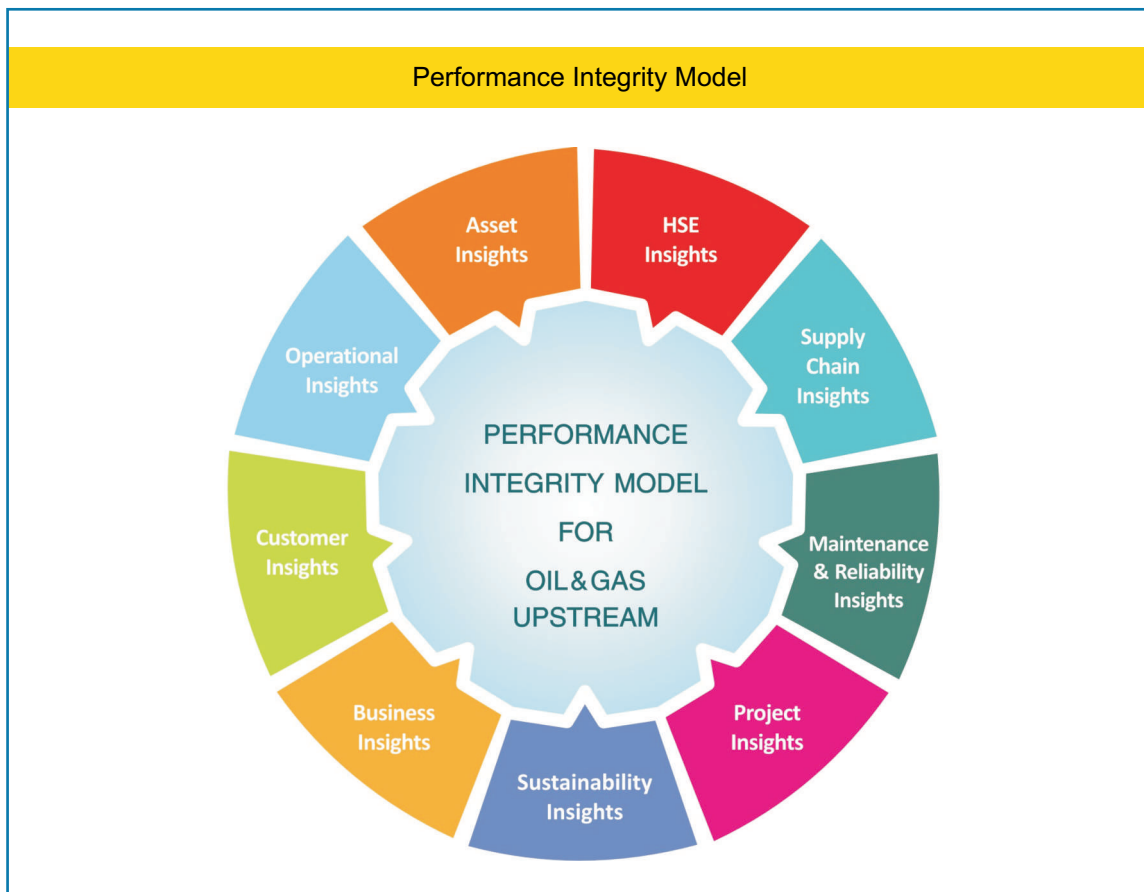 Performance Integrity Model
Asset
Insights
HSE
Insights
Supply
Chain
Insights
Maintenance
& Reliability
Insights
Project
Insights
Sustainability
Insights
Business
Insights
Customer
Insights
Operational
Insights
PERFORMANCE
INTEGRITY MODEL
FOR
OIL&GAS
UPSTREAM